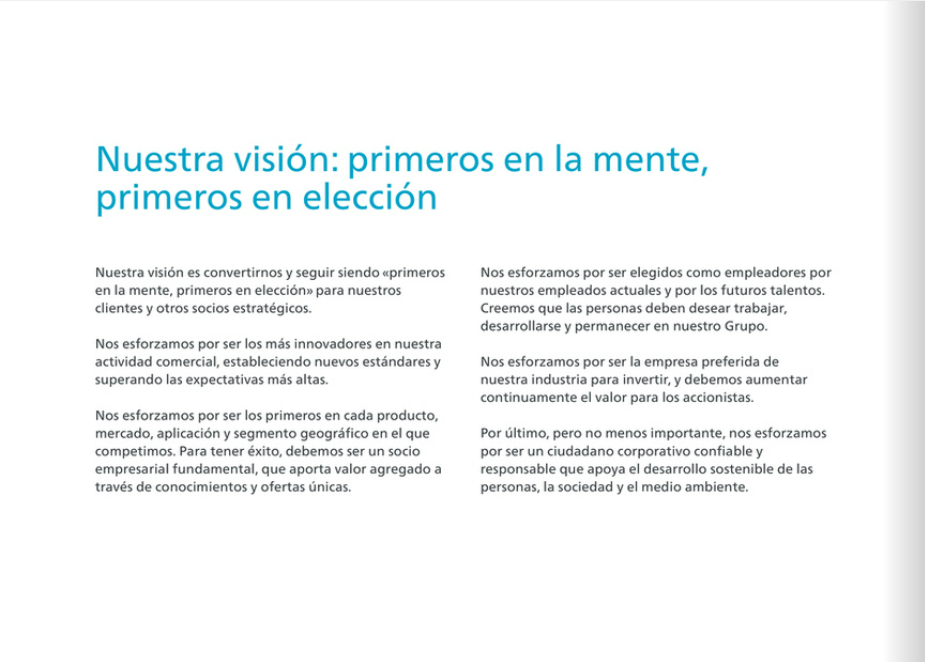 Nuestra visión: primeros en la mente,
primeros en elección
Nuestra visión es convertirnos y seguir siendo «primeros
en la mente, primeros en elección» para nuestros
clientes y otros socios estratégicos.
Nos esforzamos por ser los más innovadores en nuestra
actividad comercial, estableciendo nuevos estándares y
superando las expectativas más altas.
Nos esforzamos por ser los primeros en cada producto,
mercado, aplicación y segmento geográfico en el que
competimos. Para tener éxito, debemos ser un socio
empresarial fundamental, que aporta valor agregado a
través de conocimientos y ofertas únicas.
Nos esforzamos por ser elegidos como empleadores por
nuestros empleados actuales y por los futuros talentos.
Creemos que las personas deben desear trabajar,
desarrollarse y permanecer en nuestro Grupo.
Nos esforzamos por ser la empresa preferida de
nuestra industria para invertir, y debemos aumentar
continuamente el valor para los accionistas.
Por último, pero no menos importante, nos esforzamos
por ser un ciudadano corporativo confiable y
responsable que apoya el desarrollo sostenible de las
personas, la sociedad y el medio ambiente.